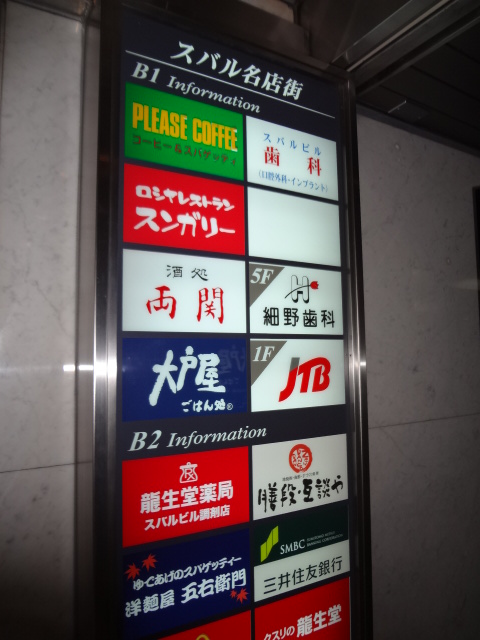 スバル名店街
B1 Information
PLEASE COFFEE
コーヒー&スパゲッティ
スバルビル
歯科
(口腔外科・インプラント)
ロシヤレストラン
スンガリー
酒処
両関
5F
細野歯科
大戸屋
ごはん処®
1F
JTB
B2 Information
龍生堂薬局
スバルビル調剤店
膳段・互談や
ゆであげのスパゲッティー
洋麺屋 五右衛門
SMBC
三井住友銀行
クスリの龍生堂